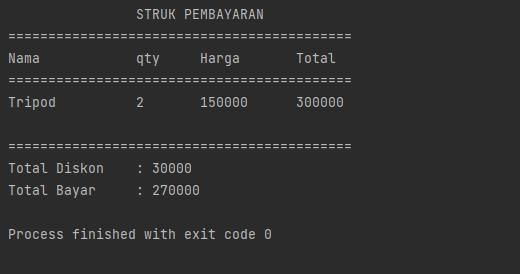 STRUK PEMBAYARAN
===========================================
Nama          qty     Harga       Total
===========================================
Tripod          2       150000      300000
===========================================
Total Diskon    : 30000
Total Bayar     : 270000
Process finished with exit code 0